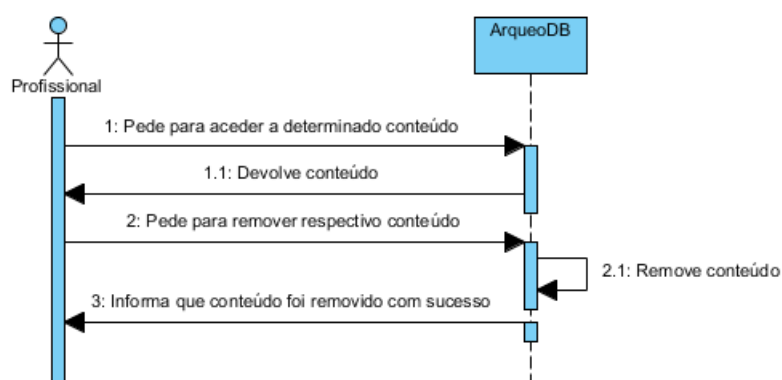 ArqueoDB
Profissional
1: Pede para aceder a determinado conteúdo
1.1: Devolve conteúdo
2: Pede para remover respectivo conteúdo
2.1: Remove conteúdo
3: Informa que conteúdo foi removido com sucesso